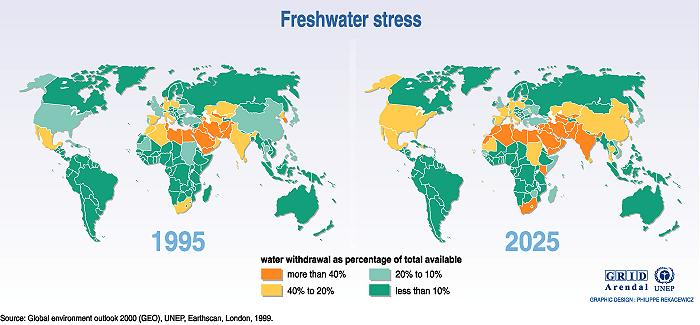 Freshwater stress
1995
2025
water withdrawal as percentage of total available
more than 40%
20% to 10%
40% to 20%
less than 10%
GRID
Arendal
UNEP
GRAPHIC DESIGN : PHILIPPE REKACEWICZ
Source: Global environment outlook 2000 (GEO), UNEP, Earthscan, London, 1999.